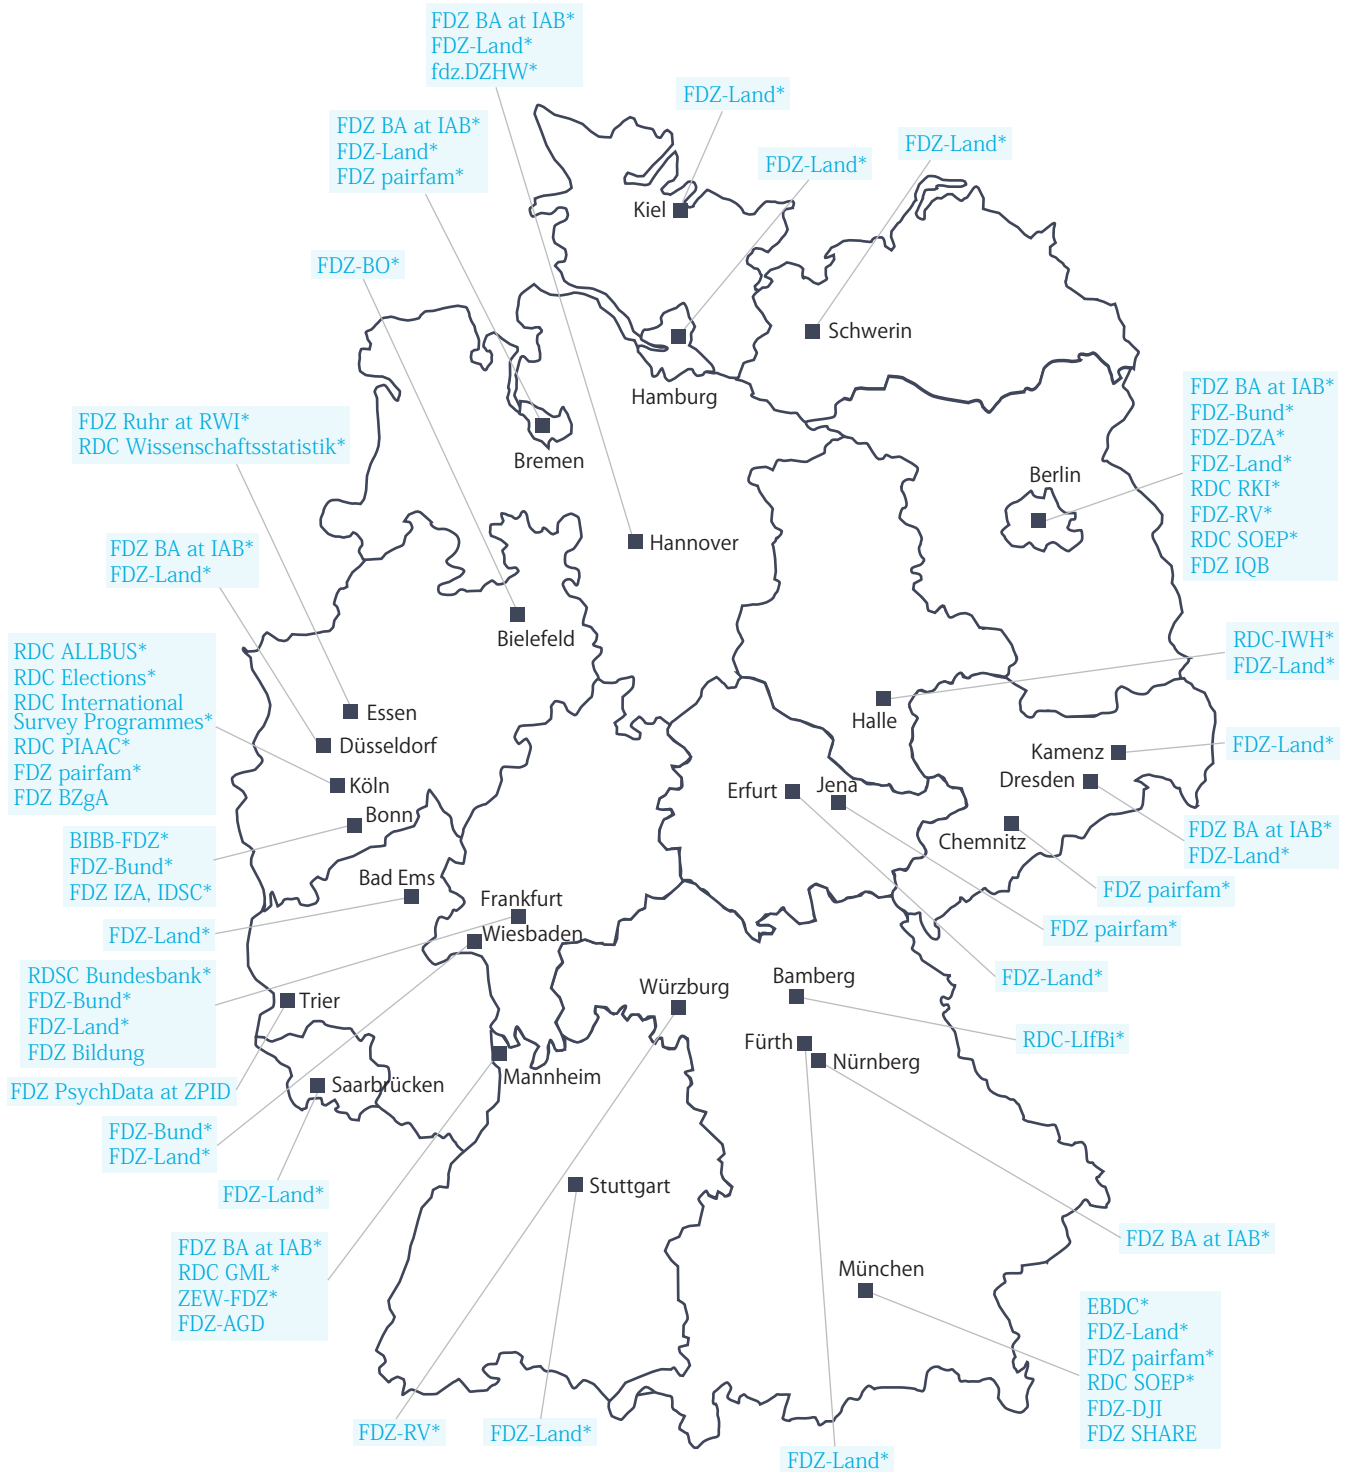 FDZ BA at IAB*
FDZ-Land*
fdz.DZHW*
FDZ-Land*
FDZ BA at IAB*
FDZ-Land*
FDZ pairfam*
FDZ-Land*
FDZ-Land*
Kiel
FDZ-BO*
Schwerin
Hamburg
FDZ BA at IAB*
FDZ-Bund*
FDZ-DZA*
FDZ-Land*
RDC RKI*
FDZ-RV*
RDC SOEP*
FDZ IQB
FDZ Ruhr at RWI*
RDC Wissenschaftsstatistik*
Bremen
Berlin
Hannover
FDZ BA at IAB*
FDZ-Land*
Bielefeld
RDC ALLBUS*
RDC Elections*
RDC International
Survey Programmes*
RDC PIAAC*
FDZ pairfam*
FDZ BZgA
RDC-IWH*
FDZ-Land*
Essen
Halle
Düsseldorf
Kamenz
FDZ-Land*
Köln
Erfurt
Jena
Dresden
Bonn
Chemnitz
FDZ BA at IAB*
FDZ-Land*
BIBB-FDZ*
FDZ-Bund*
FDZ IZA, IDSC*
Bad Ems
FDZ pairfam*
Frankfurt
Wiesbaden
FDZ-Land*
FDZ pairfam*
RDSC Bundesbank*
FDZ-Bund*
FDZ-Land*
FDZ Bildung
Bamberg
FDZ-Land*
Würzburg
Trier
RDC-LIfBi*
Fürth
Nürnberg
Mannheim
Saarbrücken
FDZ PsychData at ZPID
FDZ-Bund*
FDZ-Land*
FDZ-Land*
Stuttgart
FDZ BA at IAB*
FDZ BA at IAB*
RDC GML*
ZEW-FDZ*
FDZ-AGD
München
EBDC*
FDZ-Land*
FDZ pairfam*
RDC SOEP*
FDZ-DJI
FDZ SHARE
FDZ-RV*
FDZ-Land*
FDZ-Land*